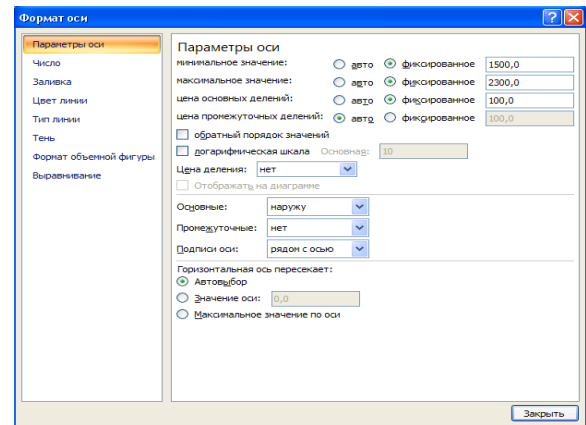 Формат оси
Параметры оси
Число
Заливка
Цвет линии
Тип линии
Тень
Формат объемной фигуры
Выравнивание
Параметры оси
минимальное значение: авто фиксированное 1500,0
максимальное значение: авто фиксированное 2300,0
цена основных делений: авто фиксированное 100,0
цена промежуточных делений: авто фиксированное 100,0
обратный порядок значений
логарифмическая шкала Основная: 10
Цена деления: нет
Отображать на диаграмме
Основные: наружу
Промежуточные: нет
Подписи оси: рядом с осью
Горизонтальная ось пересекает:
Автовыбор
Значение оси: 0,0
Максимальное значение по оси
Закрыть